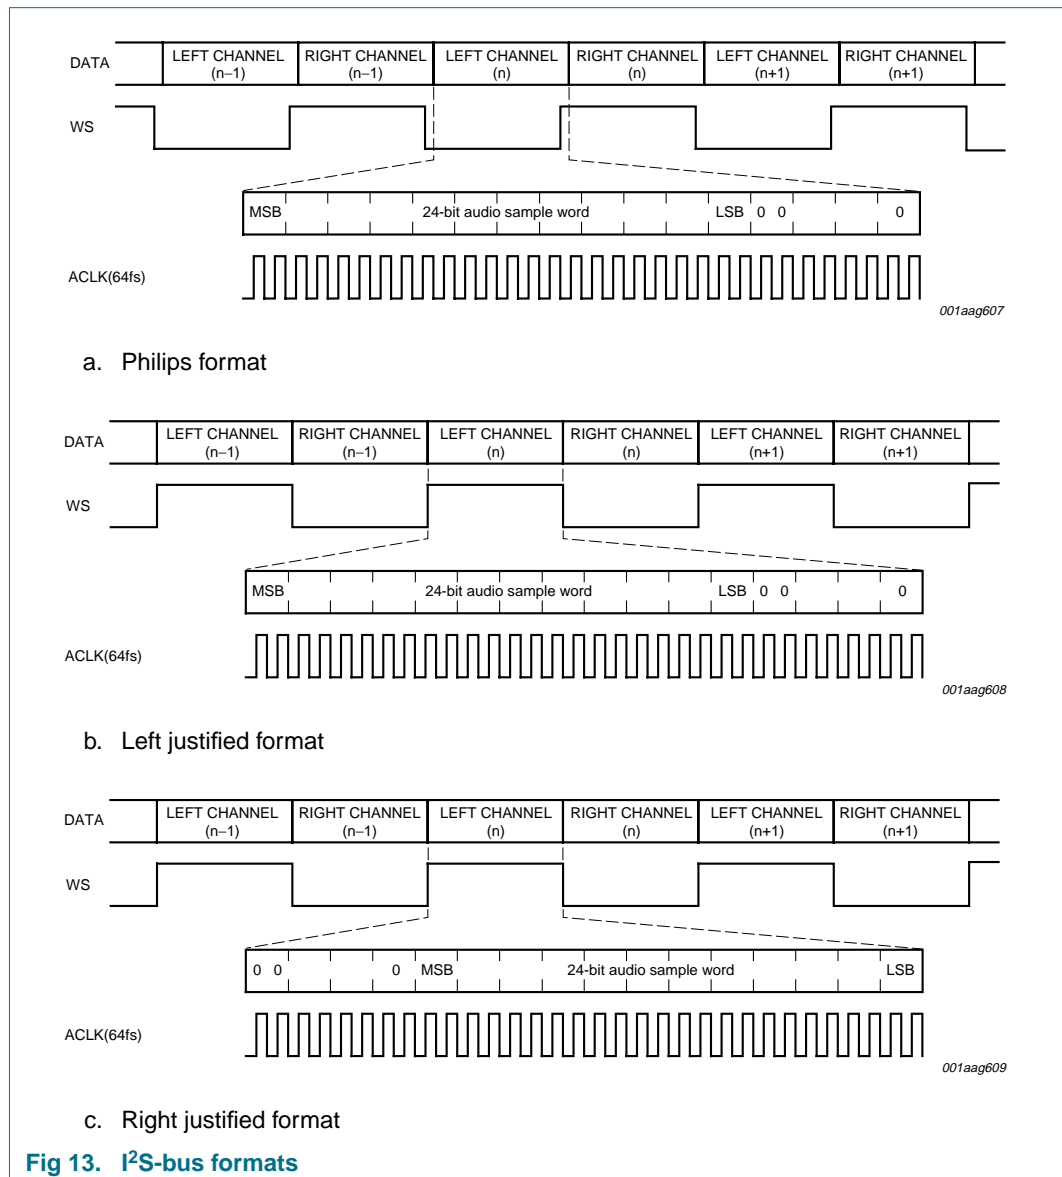 DATA LEFT CHANNEL (n−1) RIGHT CHANNEL (n−1) LEFT CHANNEL (n) RIGHT CHANNEL (n) LEFT CHANNEL (n+1) RIGHT CHANNEL (n+1)
WS
MSB 24-bit audio sample word LSB 0 0 0
ACLK(64fs)
001aag607
a. Philips format
DATA LEFT CHANNEL (n−1) RIGHT CHANNEL (n−1) LEFT CHANNEL (n) RIGHT CHANNEL (n) LEFT CHANNEL (n+1) RIGHT CHANNEL (n+1)
WS
MSB 24-bit audio sample word LSB 0 0 0
ACLK(64fs)
001aag608
b. Left justified format
DATA LEFT CHANNEL (n−1) RIGHT CHANNEL (n−1) LEFT CHANNEL (n) RIGHT CHANNEL (n) LEFT CHANNEL (n+1) RIGHT CHANNEL (n+1)
WS
0 0 0 MSB 24-bit audio sample word LSB
ACLK(64fs)
001aag609
c. Right justified format
Fig 13. I²S-bus formats